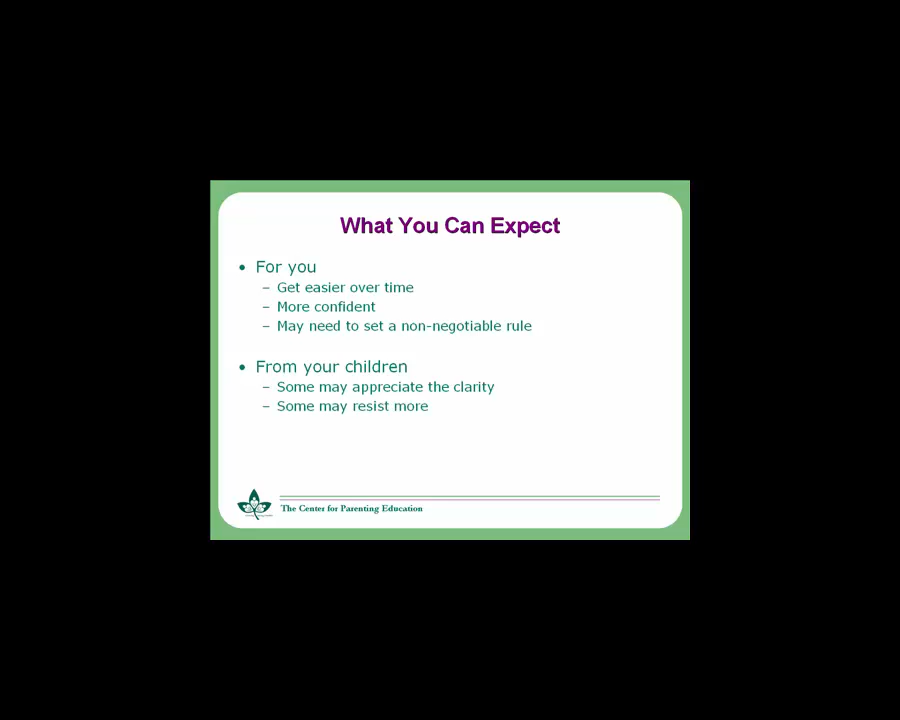 What You Can Expect
• For you
– Get easier over time
– More confident
– May need to set a non-negotiable rule
• From your children
– Some may appreciate the clarity
– Some may resist more
The Center for Parenting Education